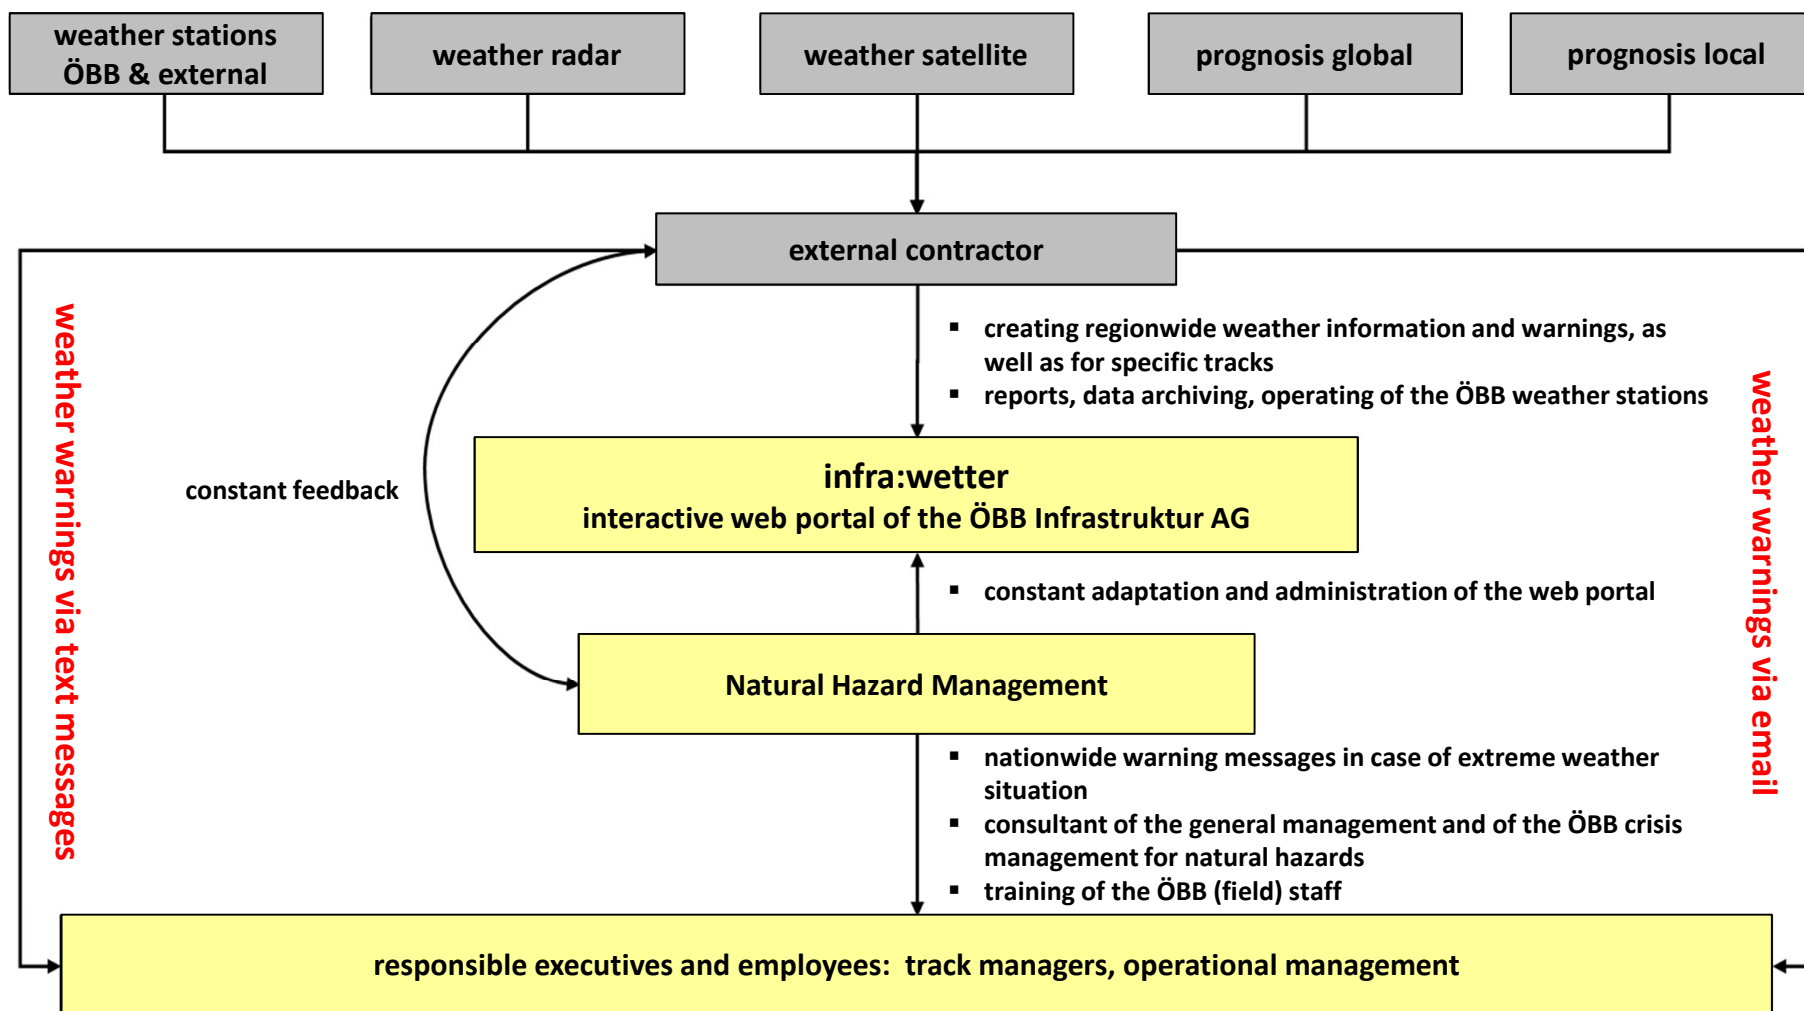 weather stations
ÖBB & external
weather radar
weather satellite
prognosis global
prognosis local
external contractor
▪ creating regionwide weather information and warnings, as
well as for specific tracks
▪ reports, data archiving, operating of the ÖBB weather stations
weather warnings via text messages
weather warnings via email
constant feedback
infra:wetter
interactive web portal of the ÖBB Infrastruktur AG
▪ constant adaptation and administration of the web portal
Natural Hazard Management
▪ nationwide warning messages in case of extreme weather
situation
▪ consultant of the general management and of the ÖBB crisis
management for natural hazards
▪ training of the ÖBB (field) staff
responsible executives and employees: track managers, operational management